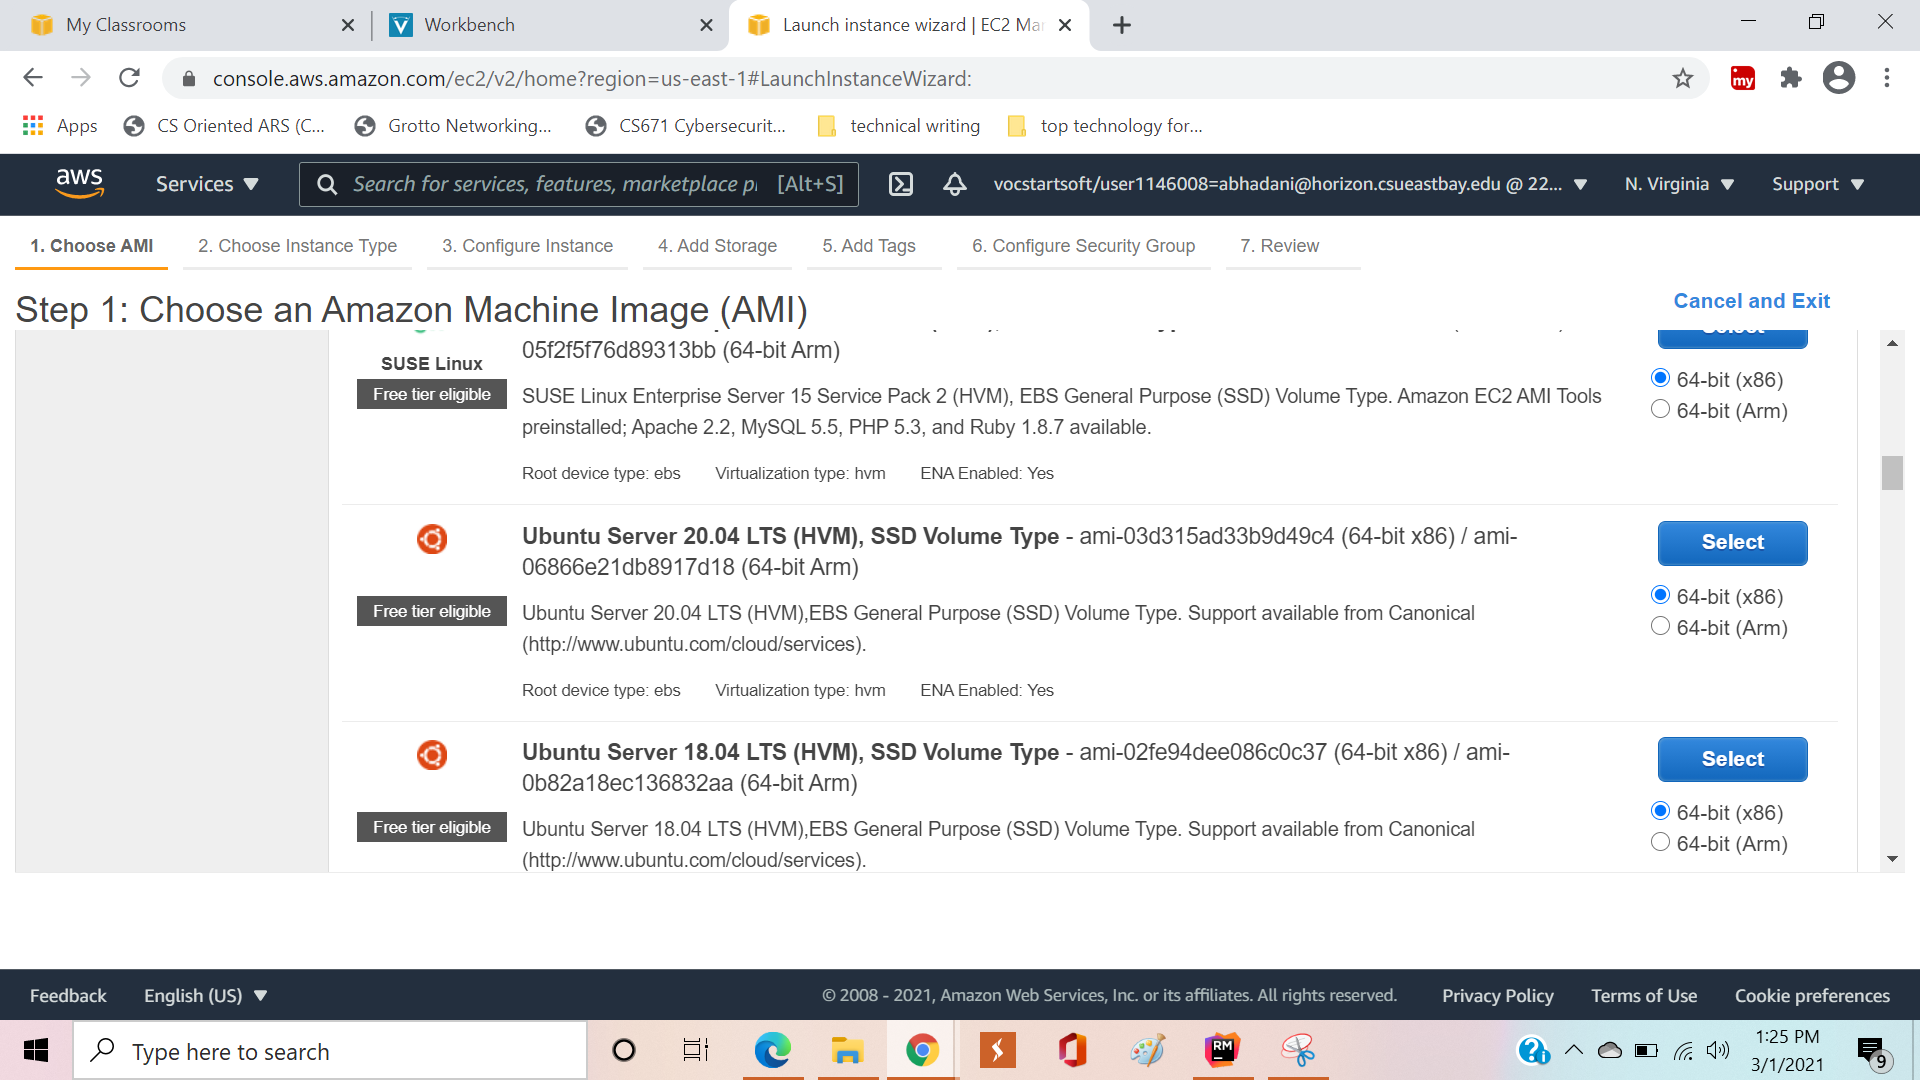 My Classrooms
Workbench
Launch instance wizard | EC2 Mar
console.aws.amazon.com/ec2/v2/home?region=us-east-1#LaunchInstanceWizard:
my
Apps
CS Oriented ARS (C...
Grotto Networking...
CS671 Cybersecurit...
technical writing
top technology for...
aws
Services
Search for services, features, marketplace pr
[Alt+S]
vocstartsoft/user1146008=abhadani@horizon.csueastbay.edu @ 22...
N. Virginia
Support
1. Choose AMI
2. Choose Instance Type
3. Configure Instance
4. Add Storage
5. Add Tags
6. Configure Security Group
7. Review
Step 1: Choose an Amazon Machine Image (AMI)
Cancel and Exit
05f2f5f76d89313bb (64-bit Arm)
Select
SUSE Linux
Free tier eligible
SUSE Linux Enterprise Server 15 Service Pack 2 (HVM), EBS General Purpose (SSD) Volume Type. Amazon EC2 AMI Tools
preinstalled; Apache 2.2, MySQL 5.5, PHP 5.3, and Ruby 1.8.7 available.
64-bit (x86)
64-bit (Arm)
Root device type: ebs
Virtualization type: hvm
ENA Enabled: Yes
Ubuntu Server 20.04 LTS (HVM), SSD Volume Type - ami-03d315ad33b9d49c4 (64-bit x86) / ami-
06866e21db8917d18 (64-bit Arm)
Select
Free tier eligible
Ubuntu Server 20.04 LTS (HVM),EBS General Purpose (SSD) Volume Type. Support available from Canonical
(http://www.ubuntu.com/cloud/services).
64-bit (x86)
64-bit (Arm)
Root device type: ebs
Virtualization type: hvm
ENA Enabled: Yes
Ubuntu Server 18.04 LTS (HVM), SSD Volume Type - ami-02fe94dee086c0c37 (64-bit x86) / ami-
0b82a18ec136832aa (64-bit Arm)
Select
Free tier eligible
Ubuntu Server 18.04 LTS (HVM),EBS General Purpose (SSD) Volume Type. Support available from Canonical
(http://www.ubuntu.com/cloud/services).
64-bit (x86)
64-bit (Arm)
Feedback
English (US)
© 2008 - 2021, Amazon Web Services, Inc. or its affiliates. All rights reserved.
Privacy Policy
Terms of Use
Cookie preferences
Type here to search
RM
1:25 PM
3/1/2021
9